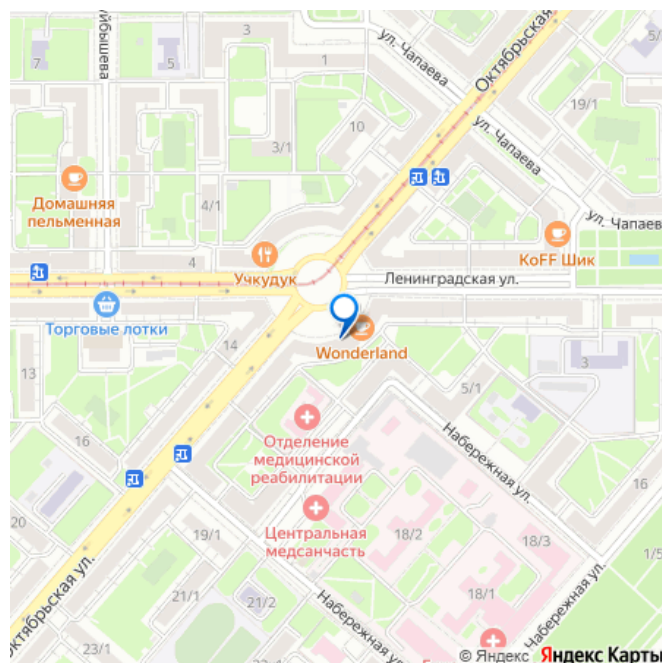 йбышева
3
7
5
1
ул. Чапаева
Октябрьская
5/
19/1
10
3/1
ул. Чапаева
Домашняя
пельменная
4/1
ул. Чапаев
KoFF Шик
4
Учкудук
Ленинградская ул.
Торговые лотки
14
Wonderland
13
3
5/1
Отделение
медицинской
реабилитации
Набережная ул.
16
16
20
Центральная
медсанчасть
19/1
18/2
18/3
ктябрьская ул.
21/1
21/2
18/1
Набережная ул.
1/5
Набережная ул.
23/1
© Яндекс Яндекс Карты